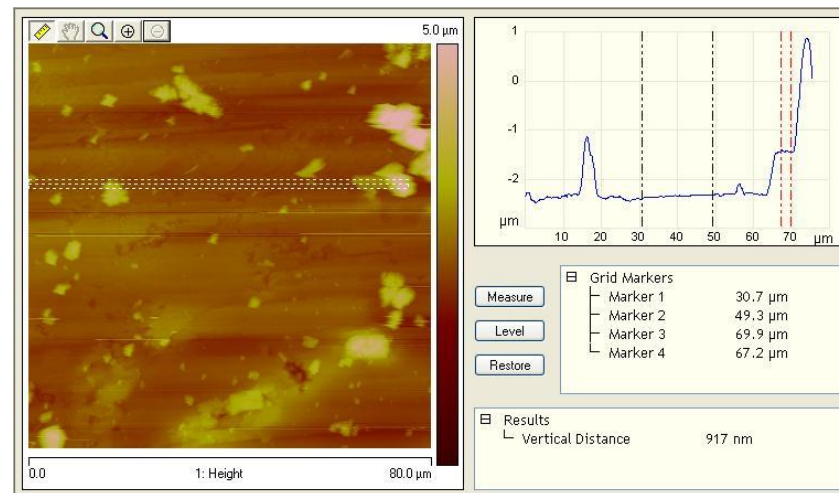 5.0 µm
0.0
1: Height
80.0 µm
1
0
-1
-2
µm
10 20 30 40 50 60 70 µm
Measure
Level
Restore
Grid Markers
Marker 1 30.7 µm
Marker 2 49.3 µm
Marker 3 69.9 µm
Marker 4 67.2 µm
Results
Vertical Distance 917 nm